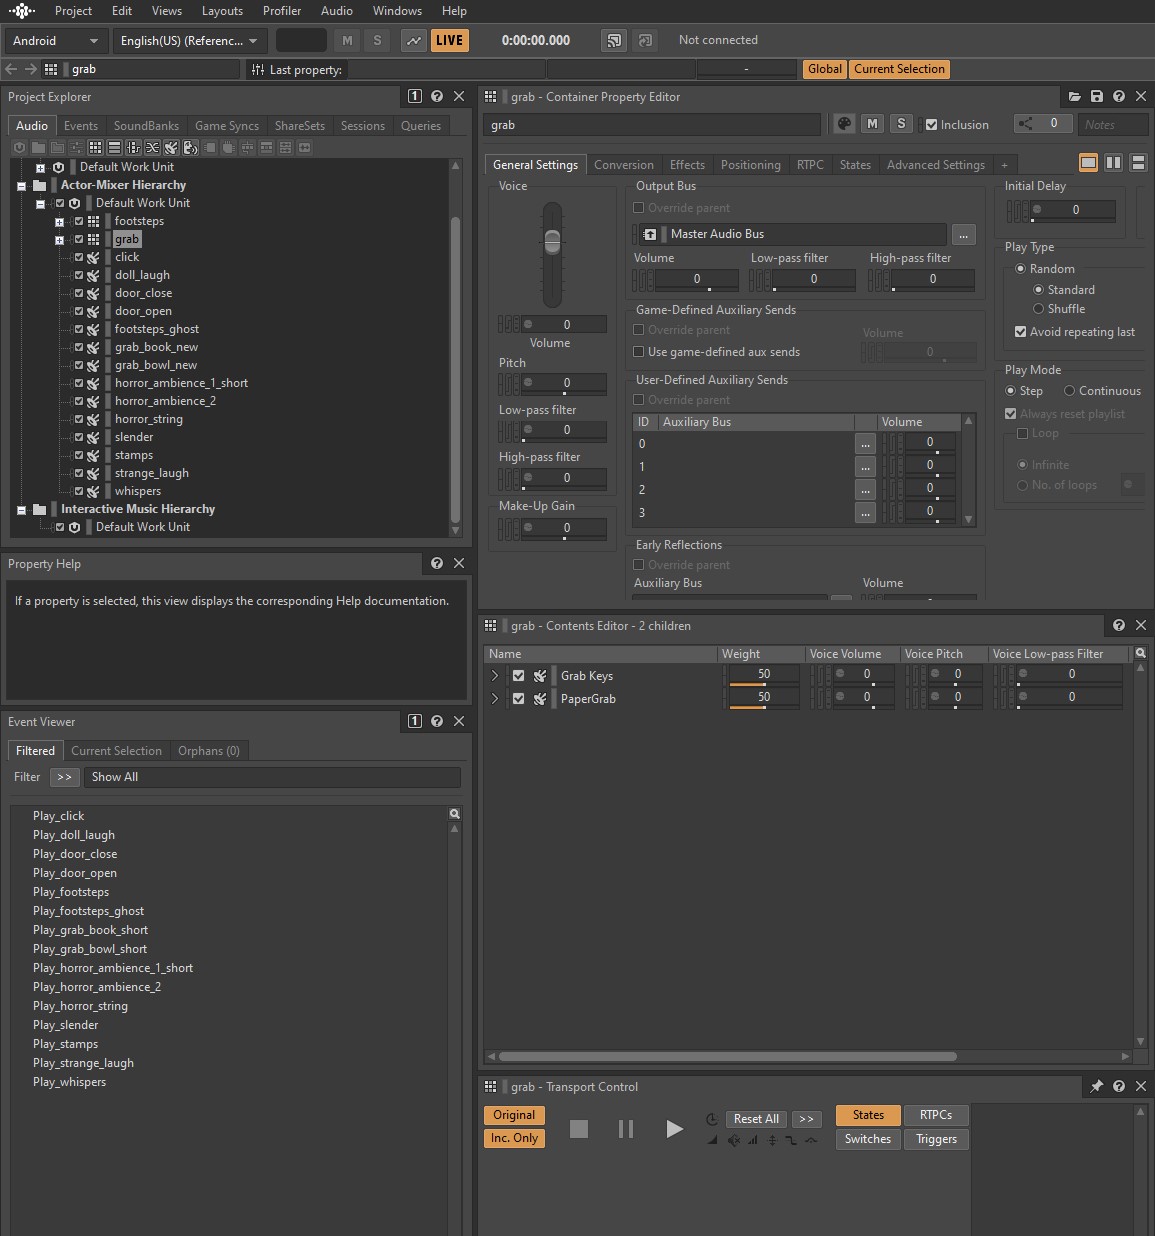 Project Edit Views Layouts Profiler Audio Windows Help
Android English(US) (Referenc... M S LIVE 0:00:00.000 Not connected
grab Last property: - Global Current Selection
Project Explorer 1
Audio Events SoundBanks Game Syncs ShareSets Sessions Queries
Default Work Unit
Actor-Mixer Hierarchy
Default Work Unit
footsteps
grab
click
doll_laugh
door_close
door_open
footsteps_ghost
grab_book_new
grab_bowl_new
horror_ambience_1_short
horror_ambience_2
horror_string
slender
stamps
strange_laugh
whispers
Interactive Music Hierarchy
Default Work Unit
Property Help
If a property is selected, this view displays the corresponding Help documentation.
Event Viewer 1
Filtered Current Selection Orphans (0)
Filter >> Show All
Play_click
Play_doll_laugh
Play_door_close
Play_door_open
Play_footsteps
Play_footsteps_ghost
Play_grab_book_short
Play_grab_bowl_short
Play_horror_ambience_1_short
Play_horror_ambience_2
Play_horror_string
Play_slender
Play_stamps
Play_strange_laugh
Play_whispers
grab - Container Property Editor
grab M S Inclusion 0 Notes
General Settings Conversion Effects Positioning RTPC States Advanced Settings +
Voice
0
Volume
Pitch
0
Low-pass filter
0
High-pass filter
0
Make-Up Gain
0
Output Bus
Override parent
Master Audio Bus ...
Volume Low-pass filter High-pass filter
0 0 0
Game-Defined Auxiliary Sends
Override parent Volume
Use game-defined aux sends 0
User-Defined Auxiliary Sends
Override parent
ID Auxiliary Bus Volume
0 ... 0
1 ... 0
2 ... 0
3 ... 0
Early Reflections
Override parent
Auxiliary Bus Volume
Initial Delay
0
Play Type
Random
Standard
Shuffle
Avoid repeating last
Play Mode
Step Continuous
Always reset playlist
Loop
Infinite
No. of loops
grab - Contents Editor - 2 children
Name Weight Voice Volume Voice Pitch Voice Low-pass Filter
Grab Keys 50 0 0 0
PaperGrab 50 0 0 0
grab - Transport Control
Original Reset All >> States RTPCs
Inc. Only Switches Triggers